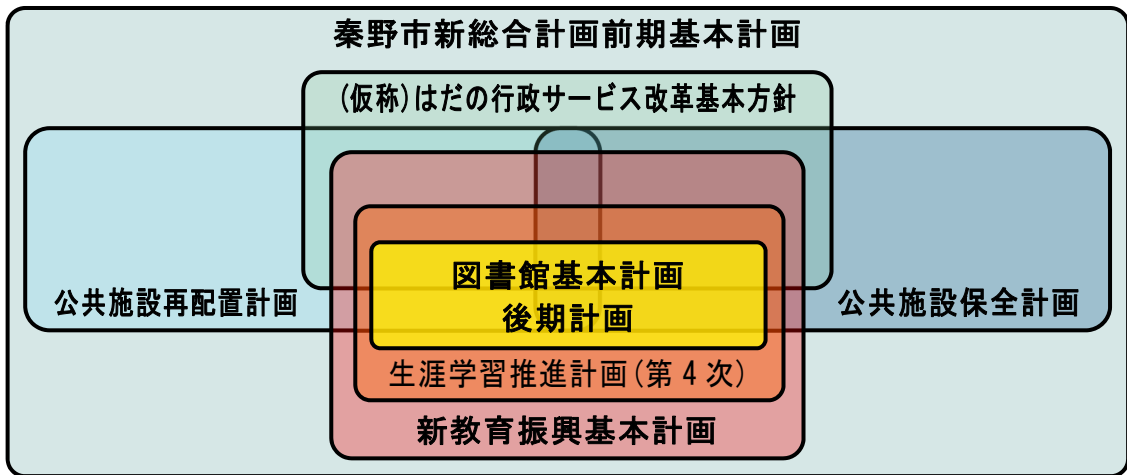 秦野市新総合計画前期基本計画
(仮称)はだの行政サービス改革基本方針
図書館基本計画
後期計画
公共施設再配置計画
公共施設保全計画
生涯学習推進計画(第4次)
新教育振興基本計画